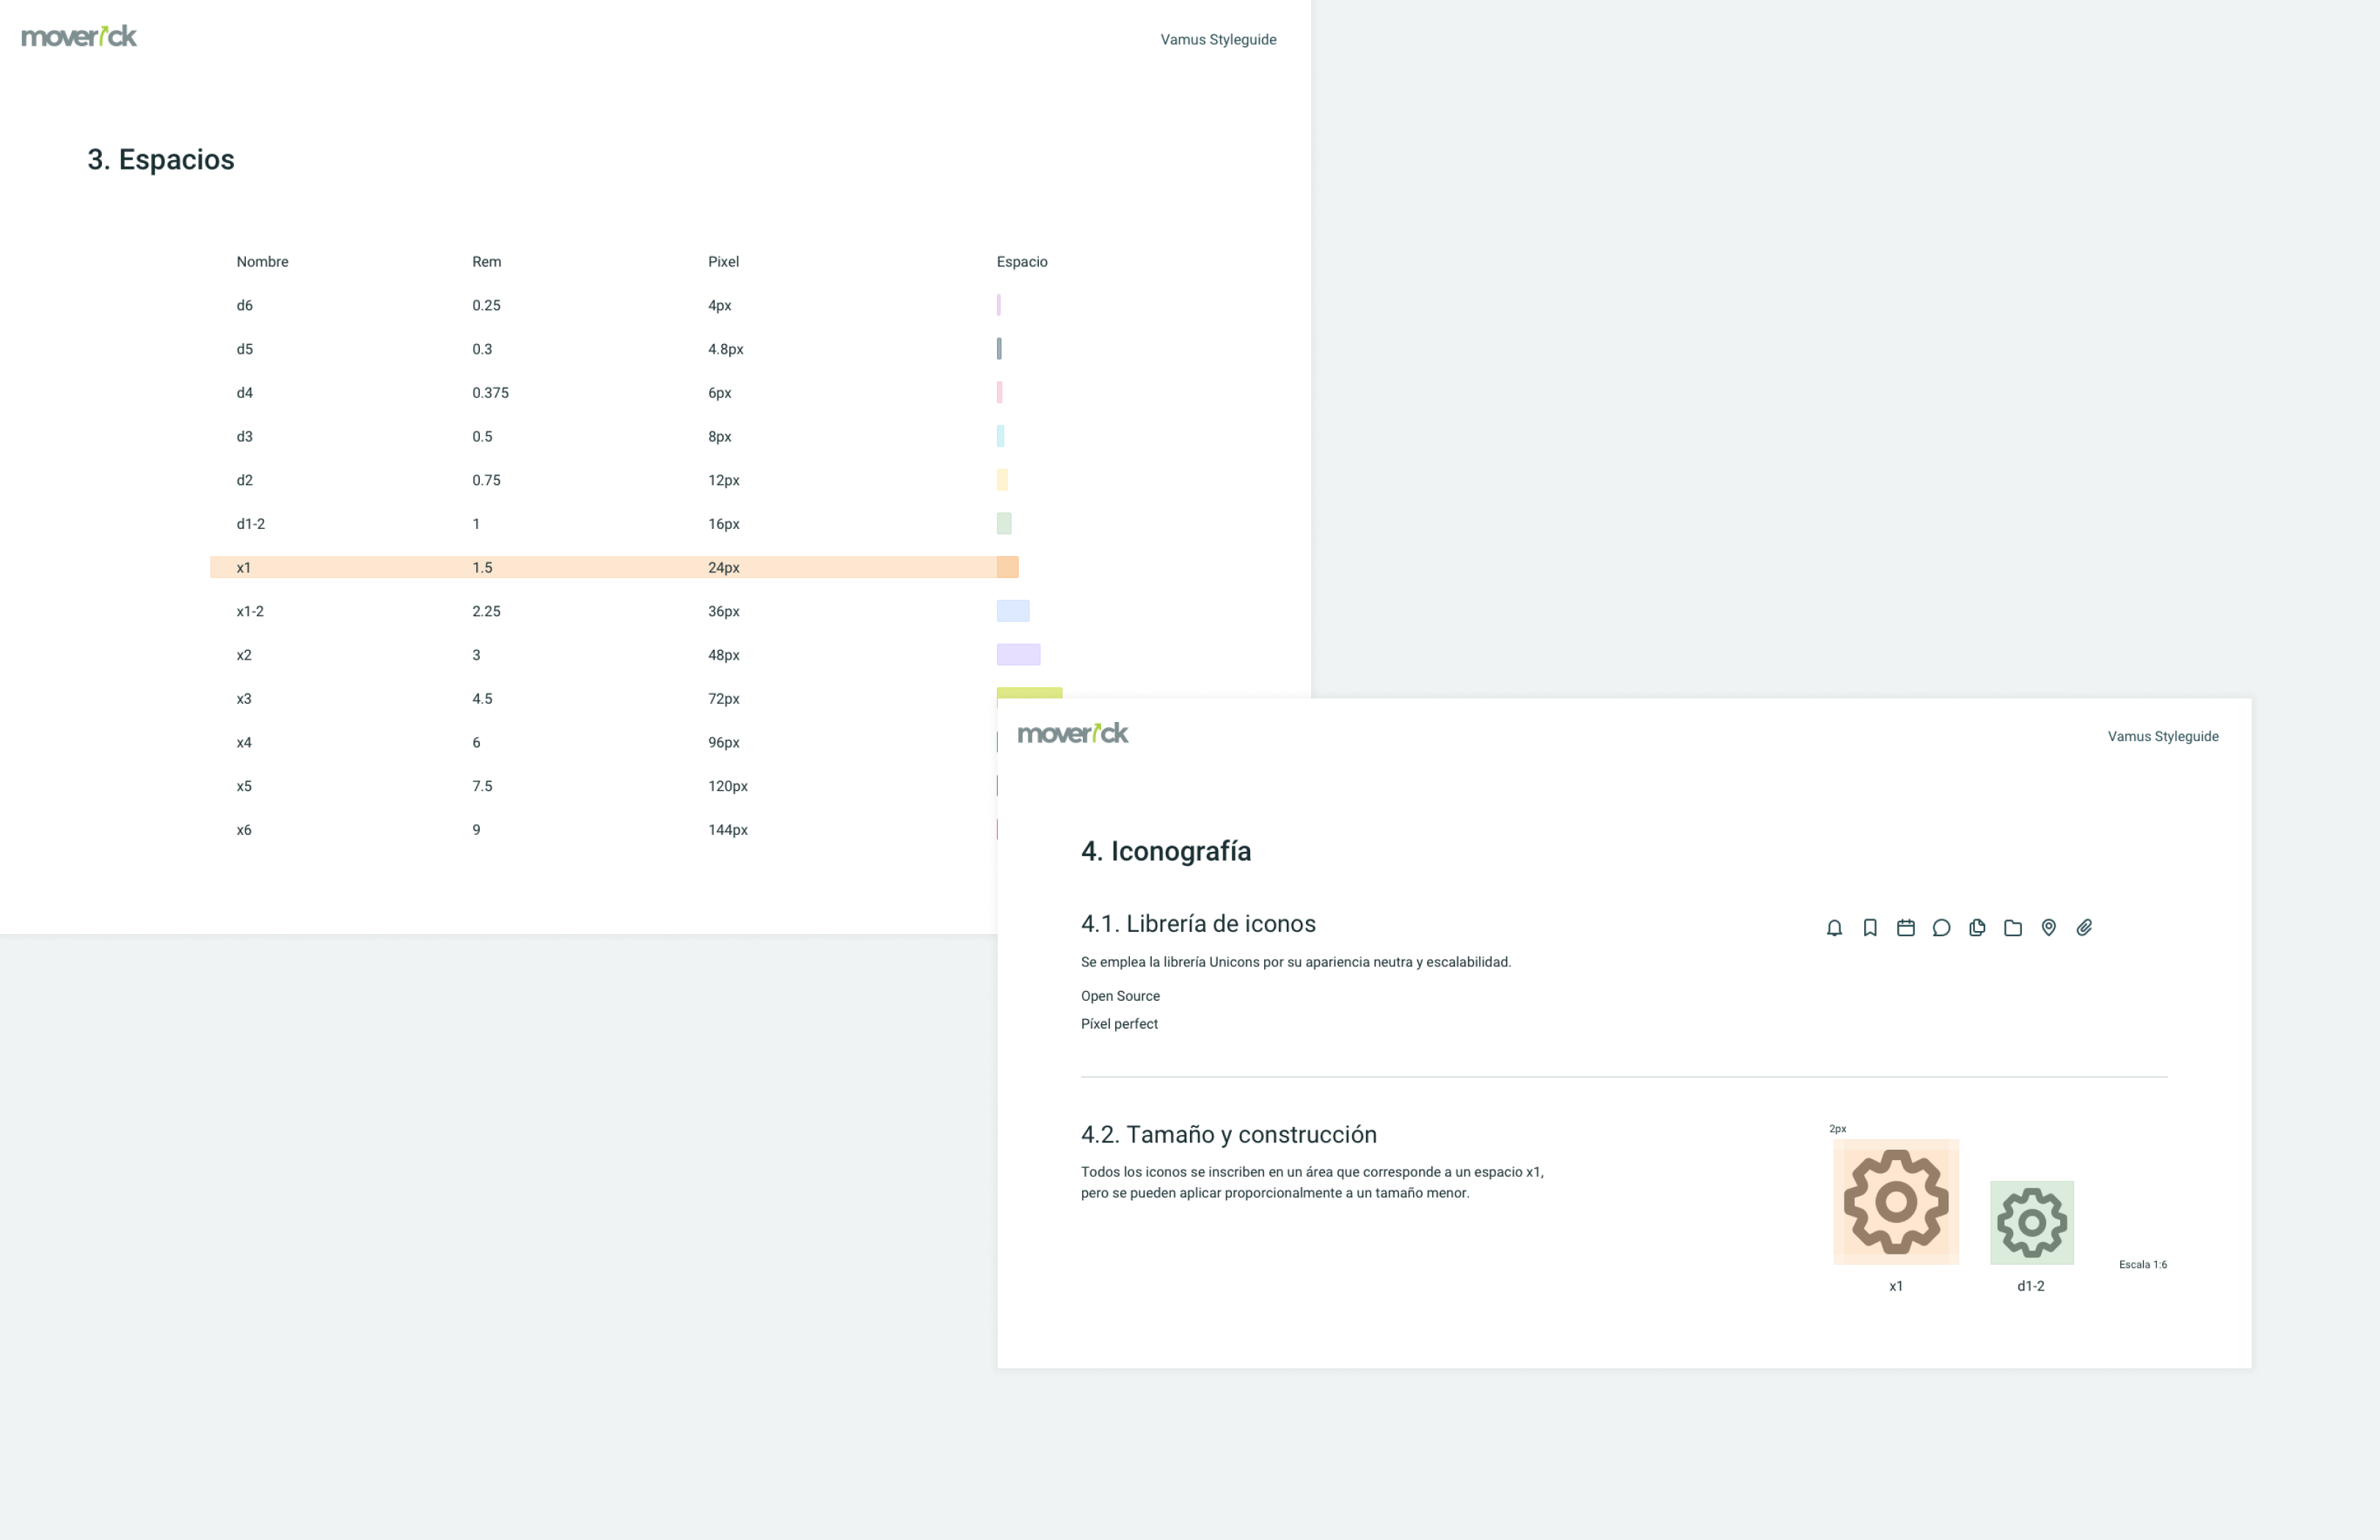 moverick
Vamus Styleguide
3. Espacios
Nombre Rem Pixel Espacio
d6 0.25 4px
d5 0.3 4.8px
d4 0.375 6px
d3 0.5 8px
d2 0.75 12px
d1-2 1 16px
x1 1.5 24px
x1-2 2.25 36px
x2 3 48px
x3 4.5 72px
x4 6 96px
x5 7.5 120px
x6 9 144px
moverick
Vamus Styleguide
4. Iconografía
4.1. Librería de iconos
Se emplea la librería Unicons por su apariencia neutra y escalabilidad.
Open Source
Píxel perfect
4.2. Tamaño y construcción
Todos los iconos se inscriben en un área que corresponde a un espacio x1,
pero se pueden aplicar proporcionalmente a un tamaño menor.
2px
Escala 1:6
x1 d1-2